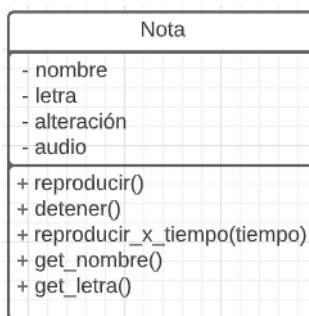 Nota
- nombre
- letra
- alteración
- audio
+ reproducir()
+ detener()
+ reproducir_x_tiempo(tiempo)
+ get_nombre()
+ get_letra()